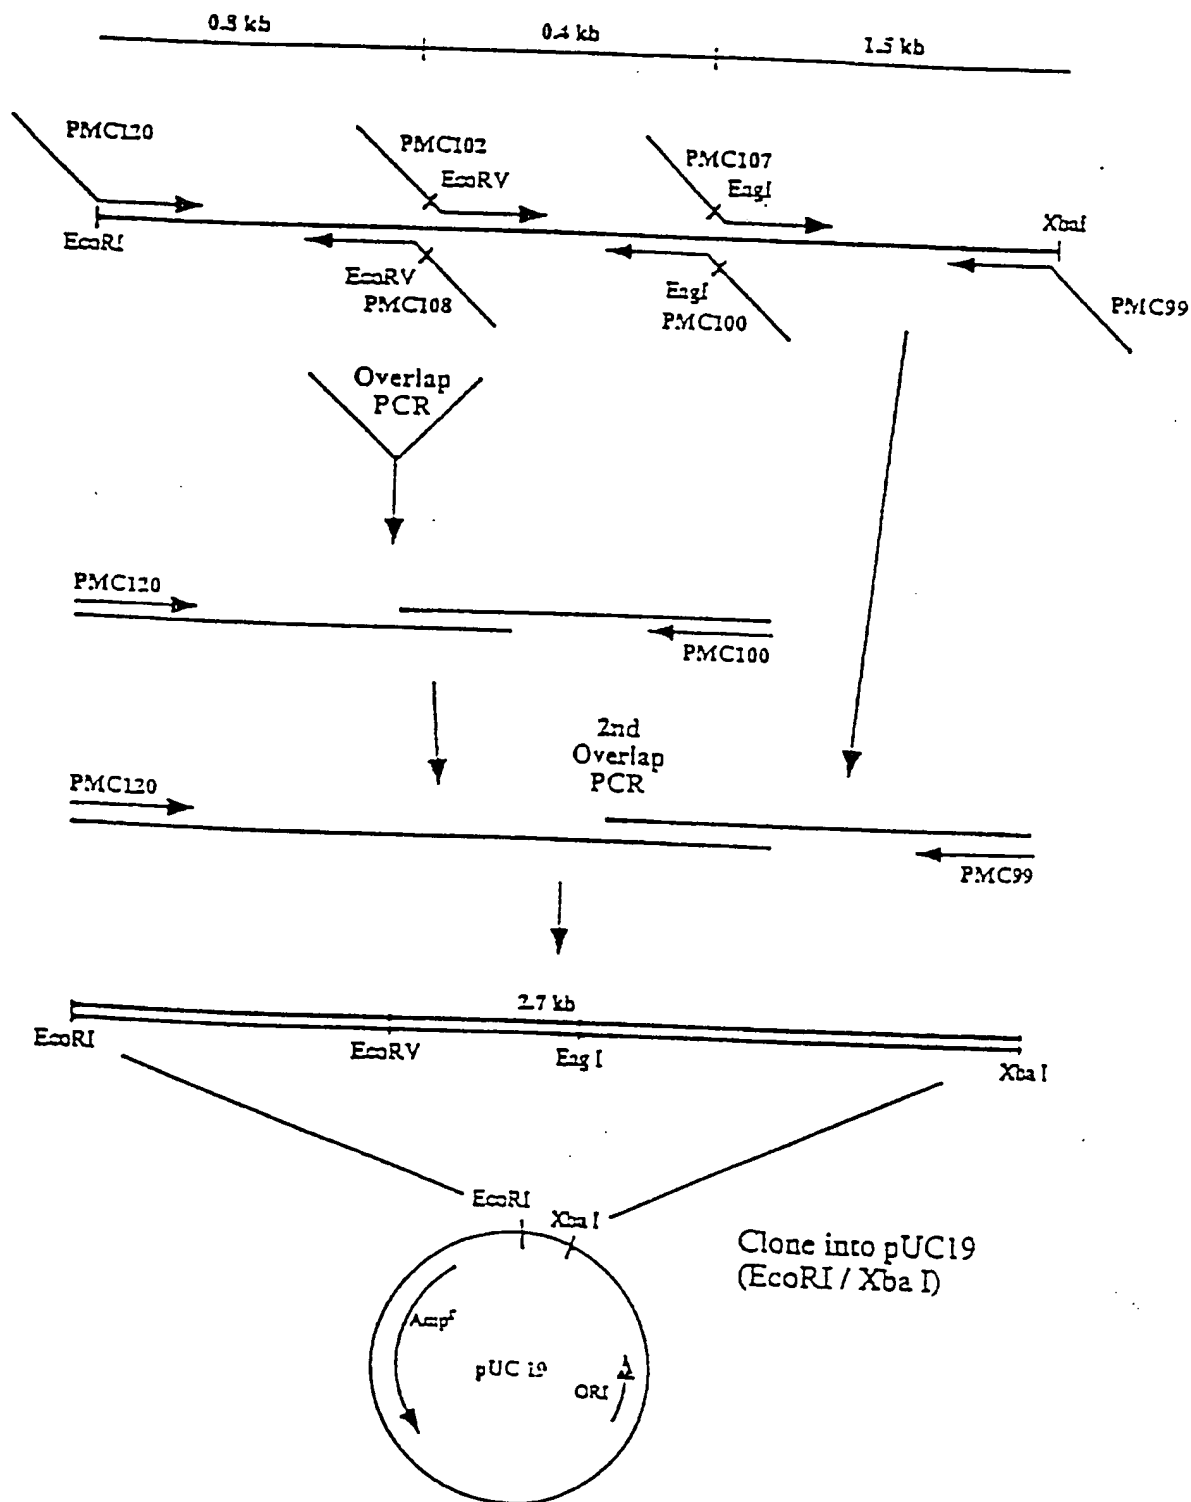 0.8 kb
0.4 kb
1.5 kb
PMC120
PMC102
EcoRV
PMC107
EagI
XbaI
EcoRI
EcoRV
PMC108
EagI
PMC100
PMC99
Overlap
PCR
PMC120
PMC100
2nd
Overlap
PCR
PMC120
PMC99
2.7 kb
EcoRI
EcoRV
Eag I
Xba I
EcoRI
Xba I
Clone into pUC19
(EcoRI / Xba I)
Ampr
pUC 19
ORI